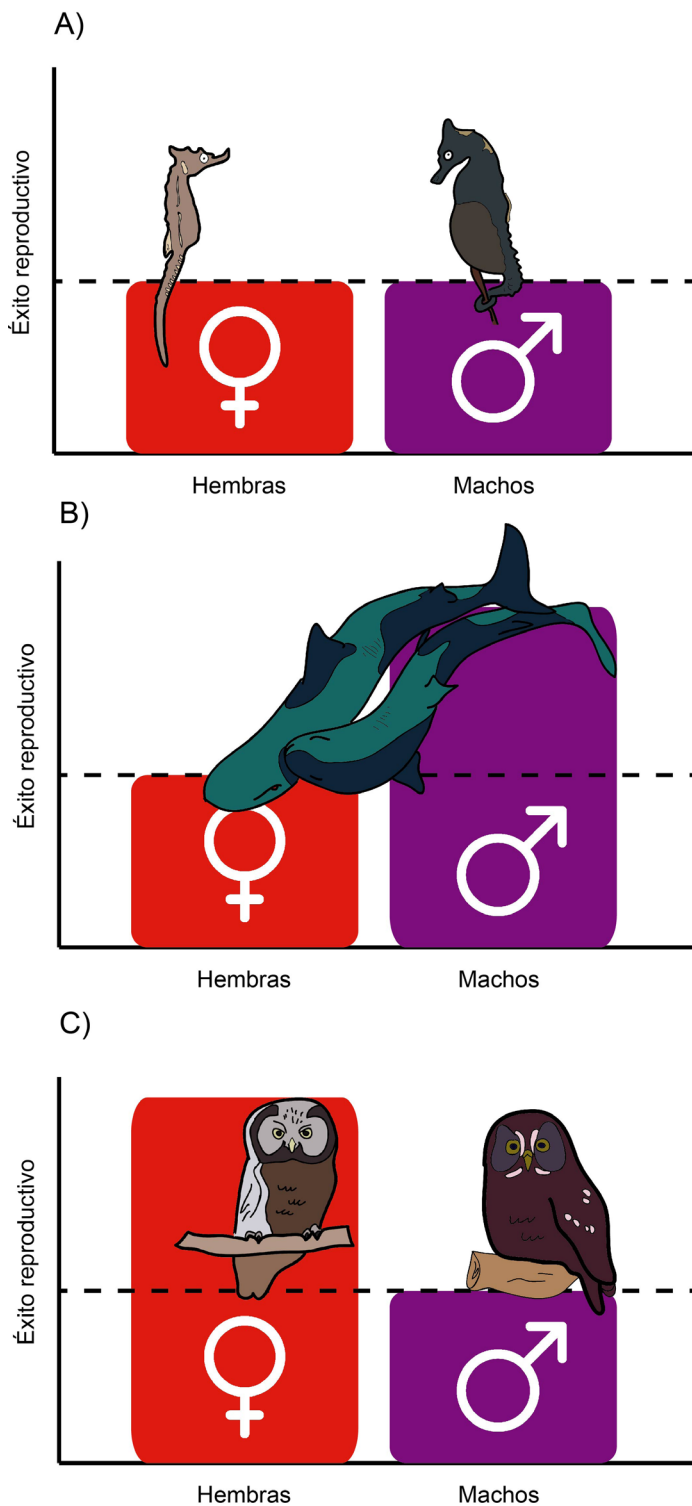 A)
Éxito reproductivo
Hembras
Machos
B)
Éxito reproductivo
Hembras
Machos
C)
Éxito reproductivo
Hembras
Machos